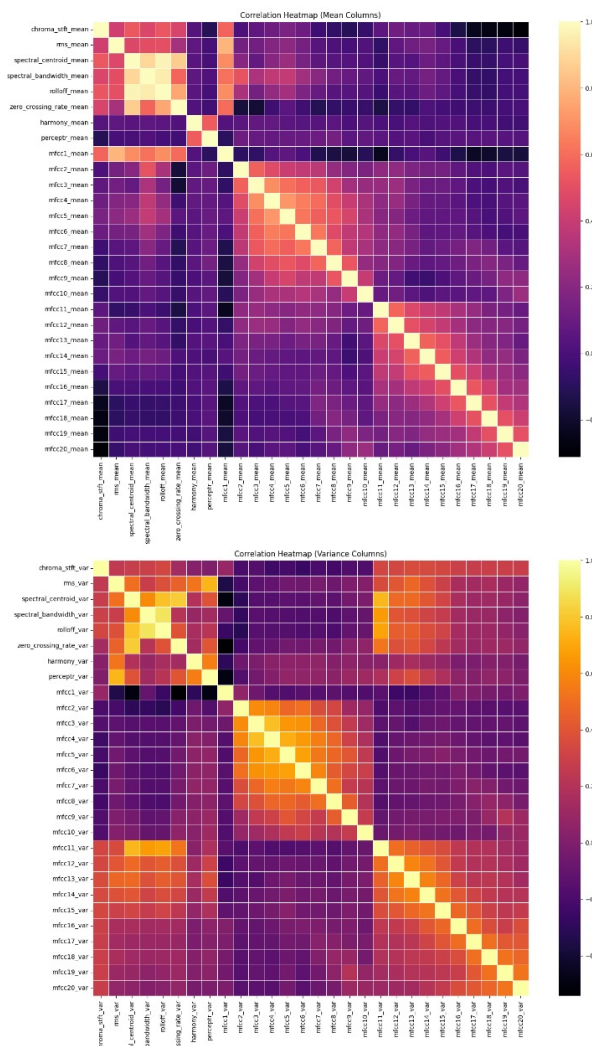 Correlation Heatmap (Mean Columns)
chroma_stft_mean
rms_mean
spectral_centroid_mean
spectral_bandwidth_mean
rolloff_mean
zero_crossing_rate_mean
harmony_mean
perceptr_mean
mfcc1_mean
mfcc2_mean
mfcc3_mean
mfcc4_mean
mfcc5_mean
mfcc6_mean
mfcc7_mean
mfcc8_mean
mfcc9_mean
mfcc10_mean
mfcc11_mean
mfcc12_mean
mfcc13_mean
mfcc14_mean
mfcc15_mean
mfcc16_mean
mfcc17_mean
mfcc18_mean
mfcc19_mean
mfcc20_mean
chroma_stft_mean
rms_mean
spectral_centroid_mean
spectral_bandwidth_mean
rolloff_mean
zero_crossing_rate_mean
harmony_mean
perceptr_mean
mfcc1_mean
mfcc2_mean
mfcc3_mean
mfcc4_mean
mfcc5_mean
mfcc6_mean
mfcc7_mean
mfcc8_mean
mfcc9_mean
mfcc10_mean
mfcc11_mean
mfcc12_mean
mfcc13_mean
mfcc14_mean
mfcc15_mean
mfcc16_mean
mfcc17_mean
mfcc18_mean
mfcc19_mean
mfcc20_mean
Correlation Heatmap (Variance Columns)
chroma_stft_var
rms_var
spectral_centroid_var
spectral_bandwidth_var
rolloff_var
zero_crossing_rate_var
harmony_var
perceptr_var
mfcc1_var
mfcc2_var
mfcc3_var
mfcc4_var
mfcc5_var
mfcc6_var
mfcc7_var
mfcc8_var
mfcc9_var
mfcc10_var
mfcc11_var
mfcc12_var
mfcc13_var
mfcc14_var
mfcc15_var
mfcc16_var
mfcc17_var
mfcc18_var
mfcc19_var
mfcc20_var
chroma_stft_var
rms_var
rolloff_var
harmony_var
perceptr_var
mfcc1_var
mfcc2_var
mfcc3_var
mfcc4_var
mfcc5_var
mfcc6_var
mfcc7_var
mfcc8_var
mfcc9_var
mfcc10_var
mfcc11_var
mfcc12_var
mfcc13_var
mfcc14_var
mfcc15_var
mfcc16_var
mfcc17_var
mfcc18_var
mfcc19_var
mfcc20_var